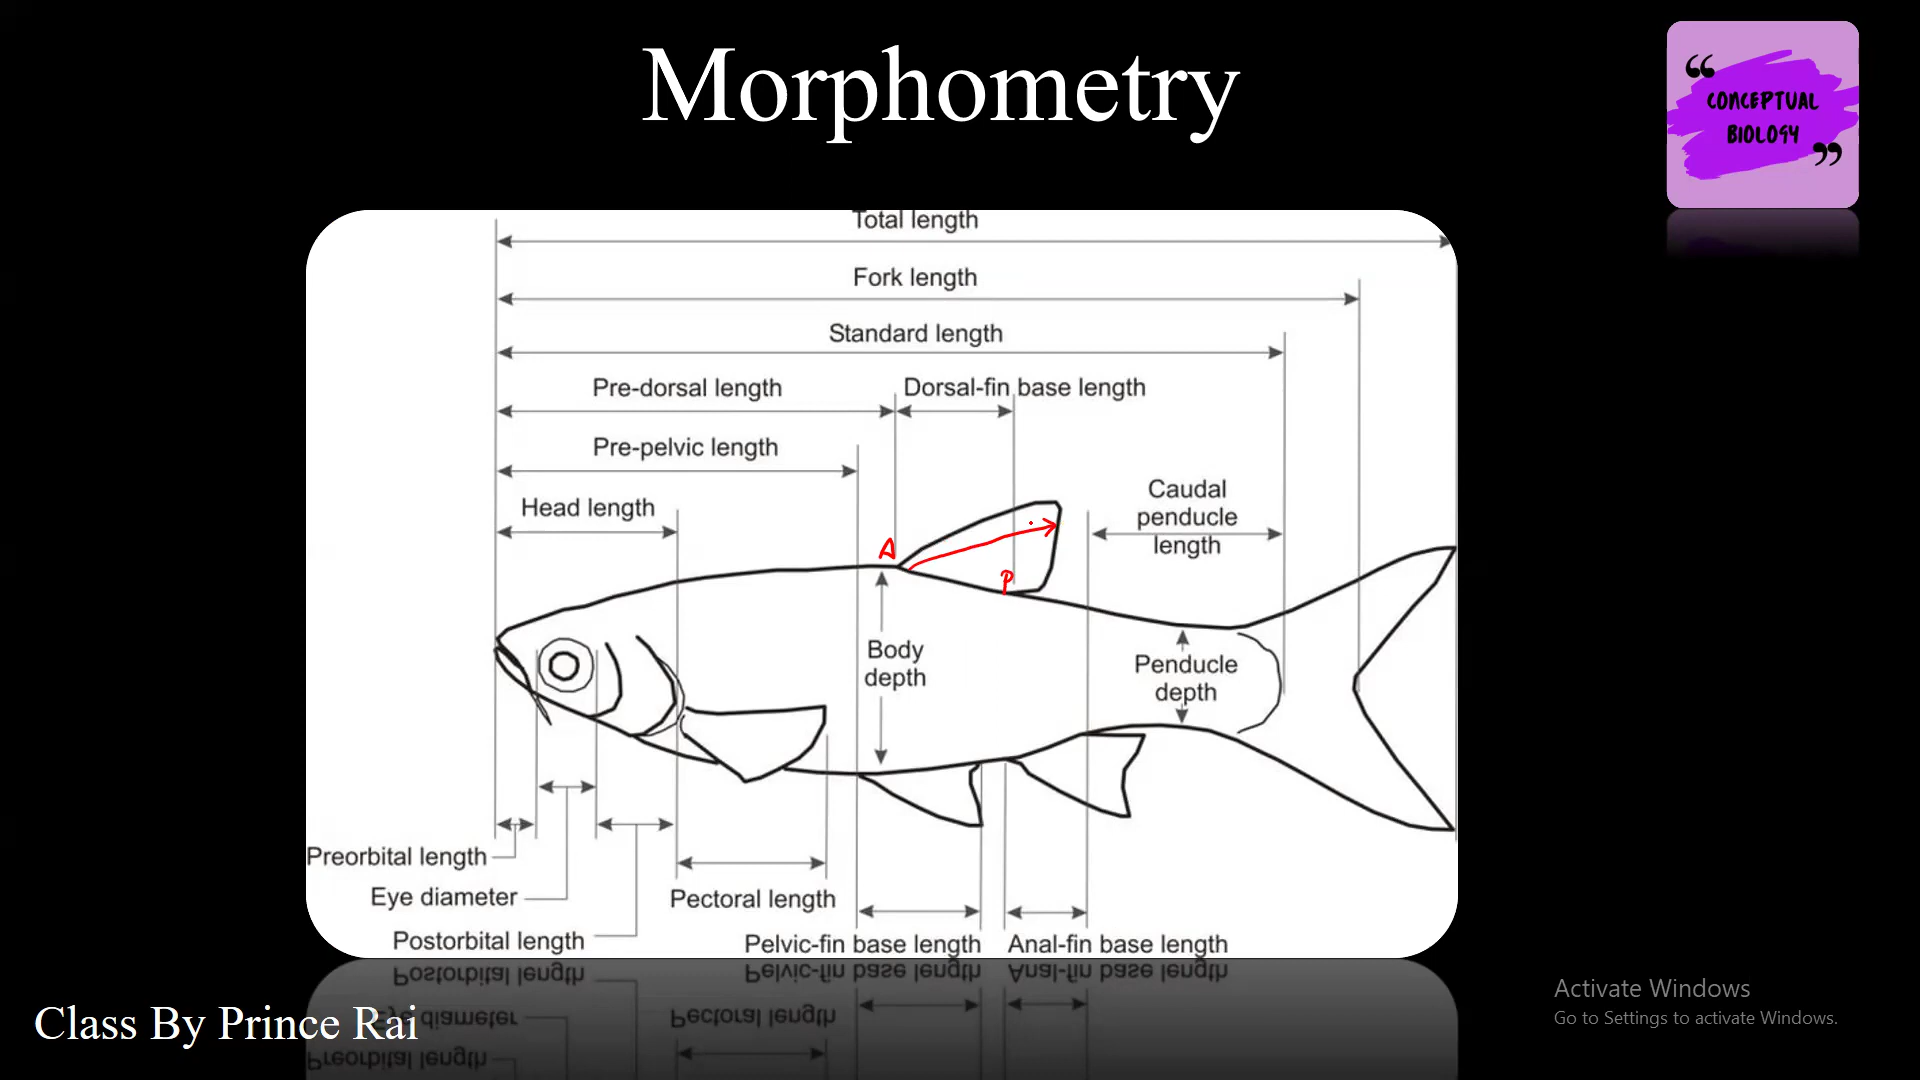 Morphometry
“
CONCEPTUAL
BIOLOGY
”
Total length
Fork length
Standard length
Pre-dorsal length
Dorsal-fin base length
Pre-pelvic length
Head length
Caudal
penducle
length
A
P
Body
depth
Penducle
depth
Preorbital length
Eye diameter
Pectoral length
Postorbital length
Pelvic-fin base length
Anal-fin base length
Class By Prince Rai
Activate Windows
Go to Settings to activate Windows.